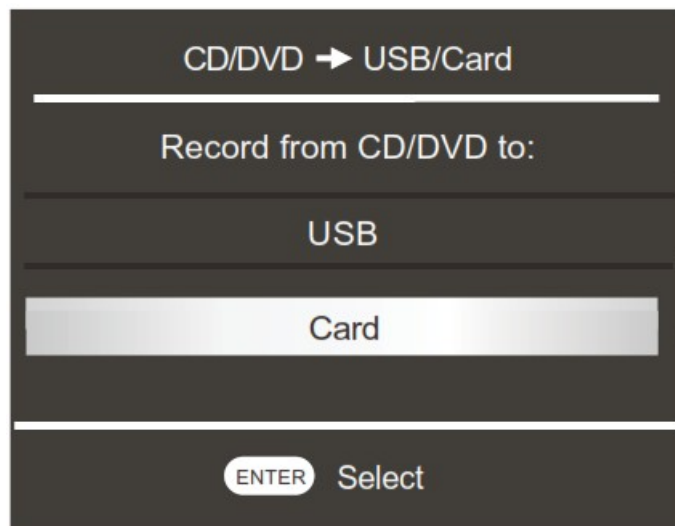 CD/DVD → USB/Card
Record from CD/DVD to:
USB
Card
ENTER Select